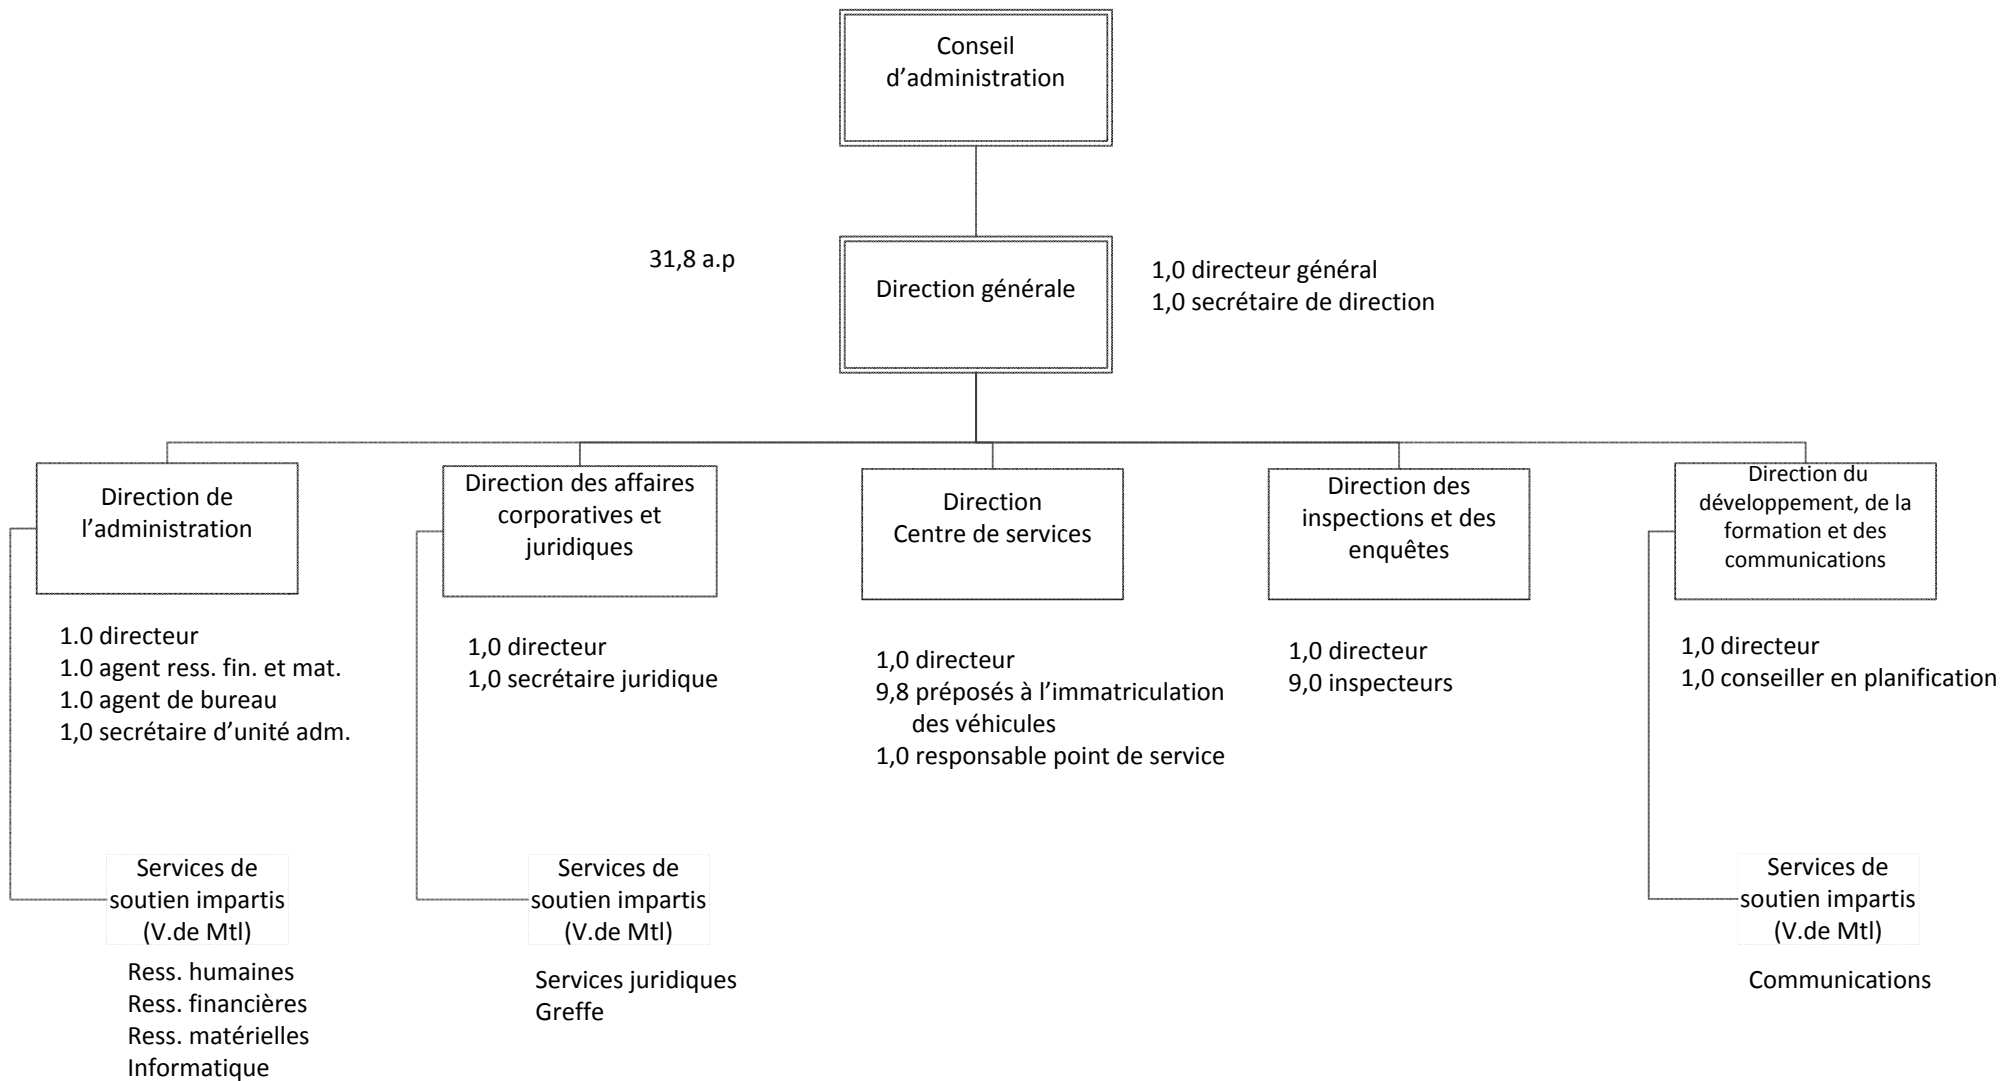 Conseil
d’administration
31,8 a.p
Direction générale
1,0 directeur général
1,0 secrétaire de direction
Direction de
l’administration
1.0 directeur
1.0 agent ress. fin. et mat.
1.0 agent de bureau
1,0 secrétaire d’unité adm.
Services de
soutien impartis
(V.de Mtl)
Ress. humaines
Ress. financières
Ress. matérielles
Informatique
Direction des affaires
corporatives et
juridiques
1,0 directeur
1,0 secrétaire juridique
Services de
soutien impartis
(V.de Mtl)
Services juridiques
Greffe
Direction
Centre de services
1,0 directeur
9,8 préposés à l’immatriculation
des véhicules
1,0 responsable point de service
Direction des
inspections et des
enquêtes
1,0 directeur
9,0 inspecteurs
Direction du
développement, de la
formation et des
communications
1,0 directeur
1,0 conseiller en planification
Services de
soutien impartis
(V.de Mtl)
Communications